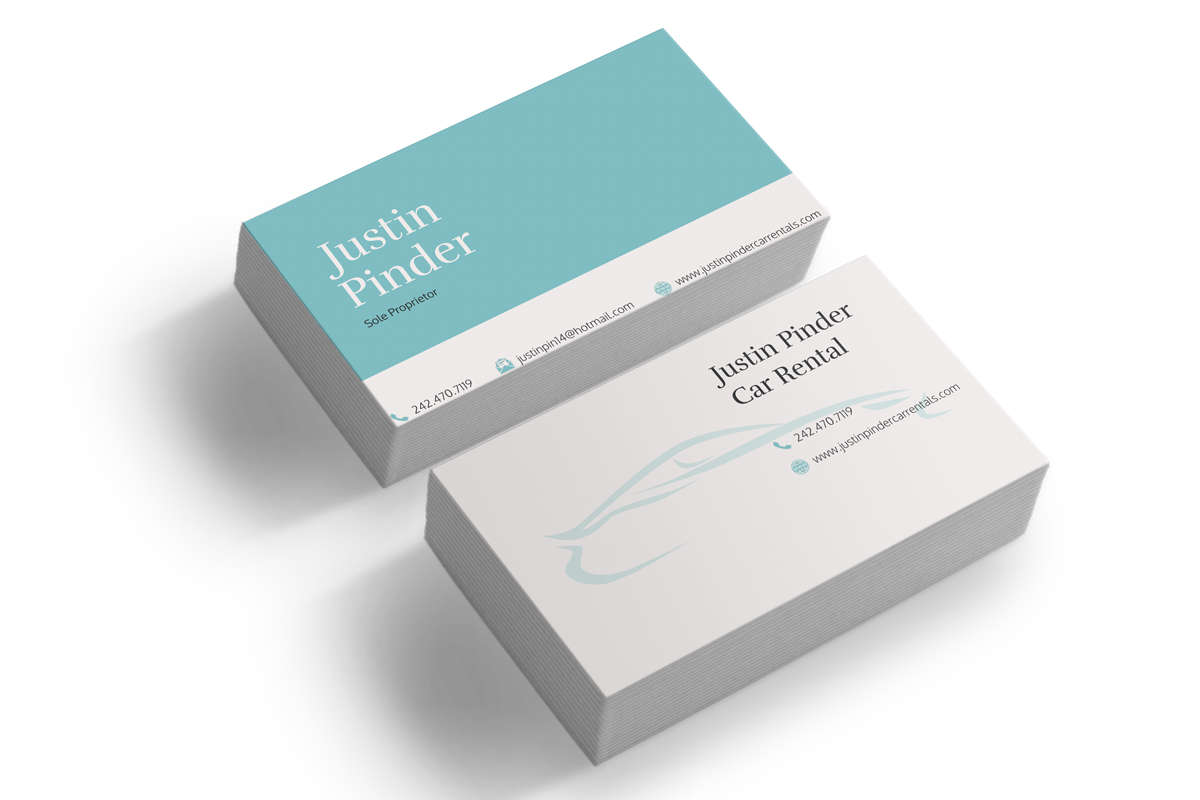 Justin
Pinder
Sole Proprietor
242.470.7119
justinpin14@hotmail.com
www.justinpindercarrentals.com
Justin Pinder
Car Rental
242.470.7119
www.justinpindercarrentals.com